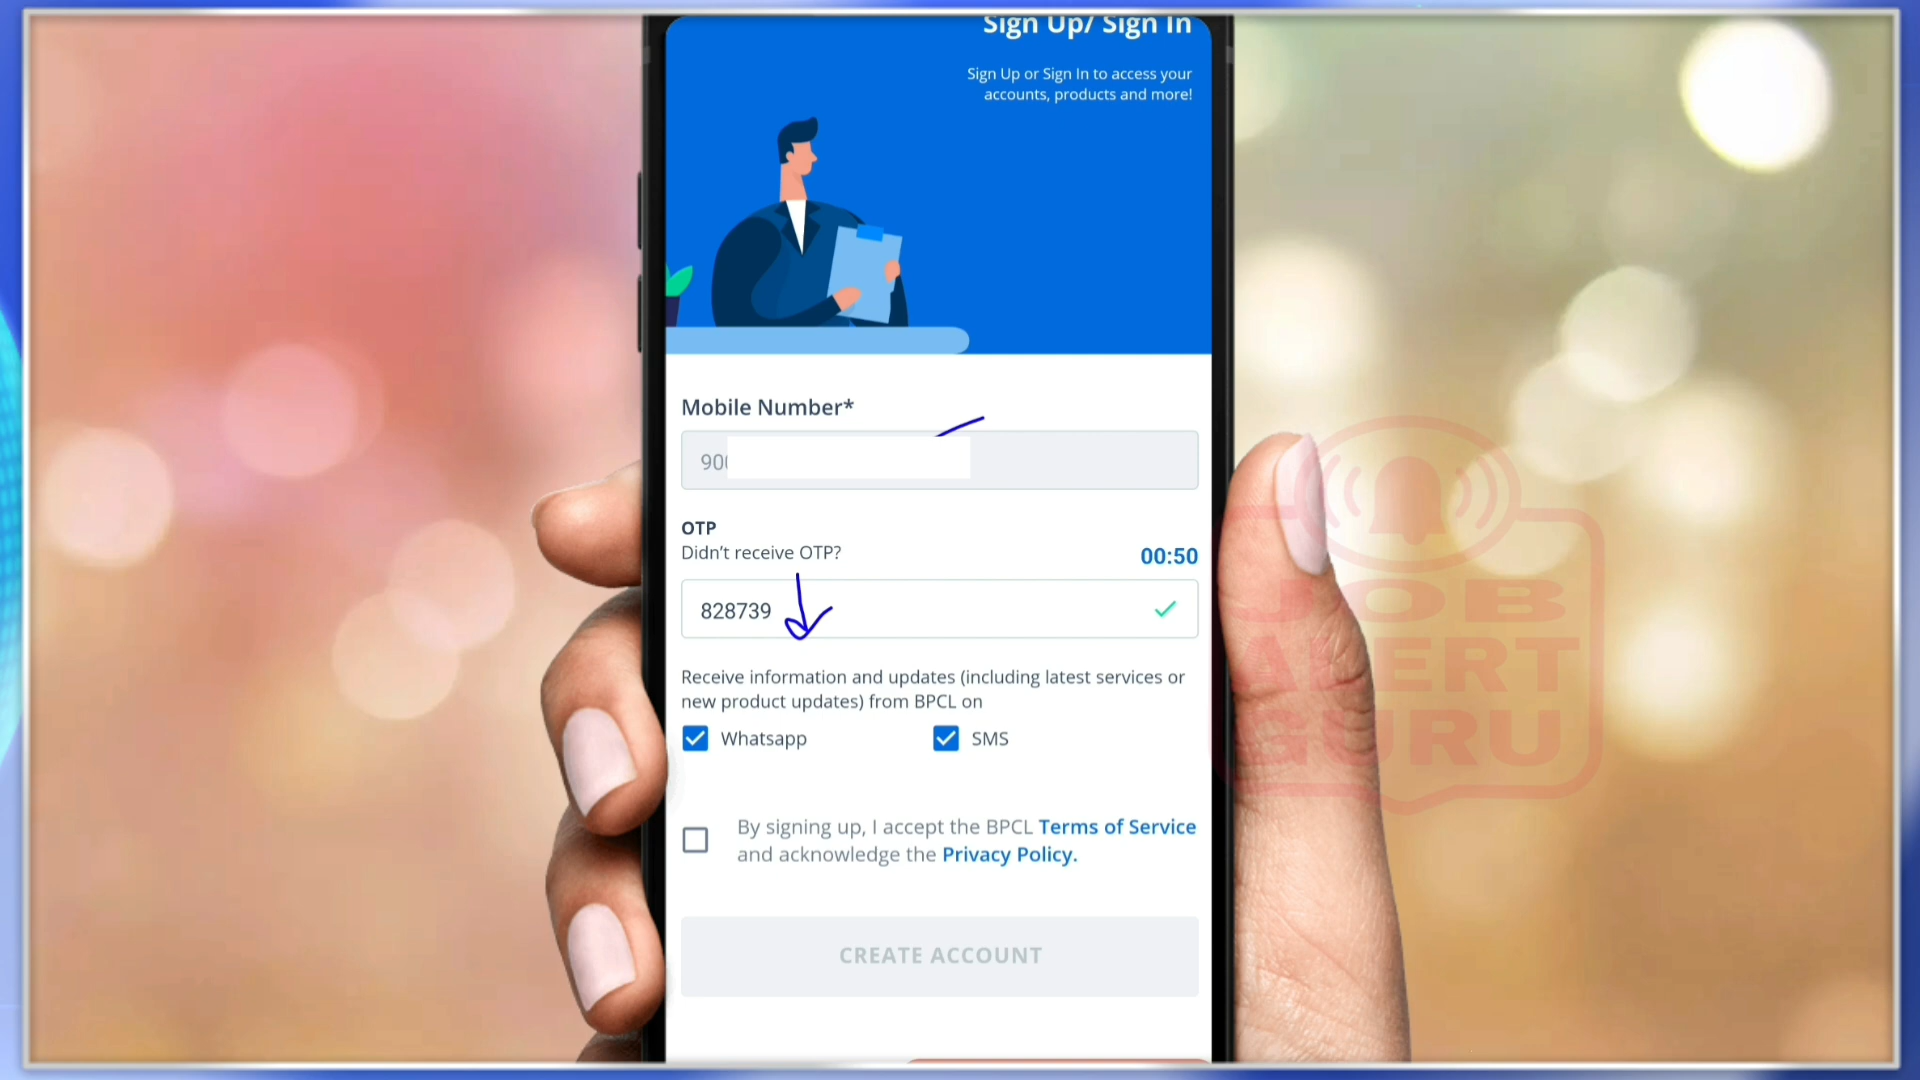 Sign Up/ Sign In
Sign Up or Sign In to access your
accounts, products and more!
Mobile Number*
900
OTP
Didn't receive OTP?
00:50
828739
Receive information and updates (including latest services or
new product updates) from BPCL on
Whatsapp
SMS
By signing up, I accept the BPCL Terms of Service
and acknowledge the Privacy Policy.
CREATE ACCOUNT
JOB
ALERT
GURU